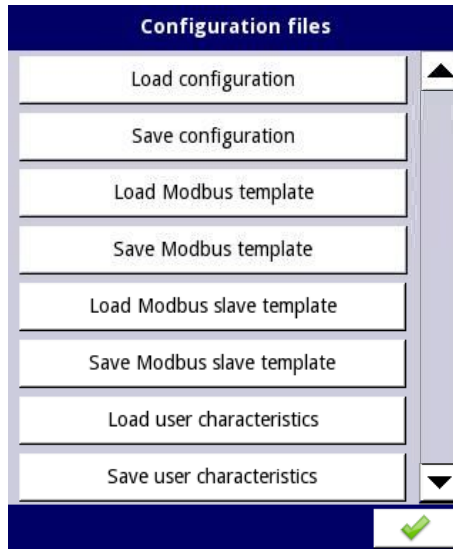 Configuration files
Load configuration
Save configuration
Load Modbus template
Save Modbus template
Load Modbus slave template
Save Modbus slave template
Load user characteristics
Save user characteristics